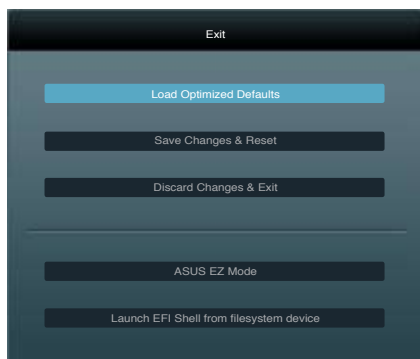 Exit
Load Optimized Defaults
Save Changes & Reset
Discard Changes & Exit
ASUS EZ Mode
Launch EFI Shell from filesystem device